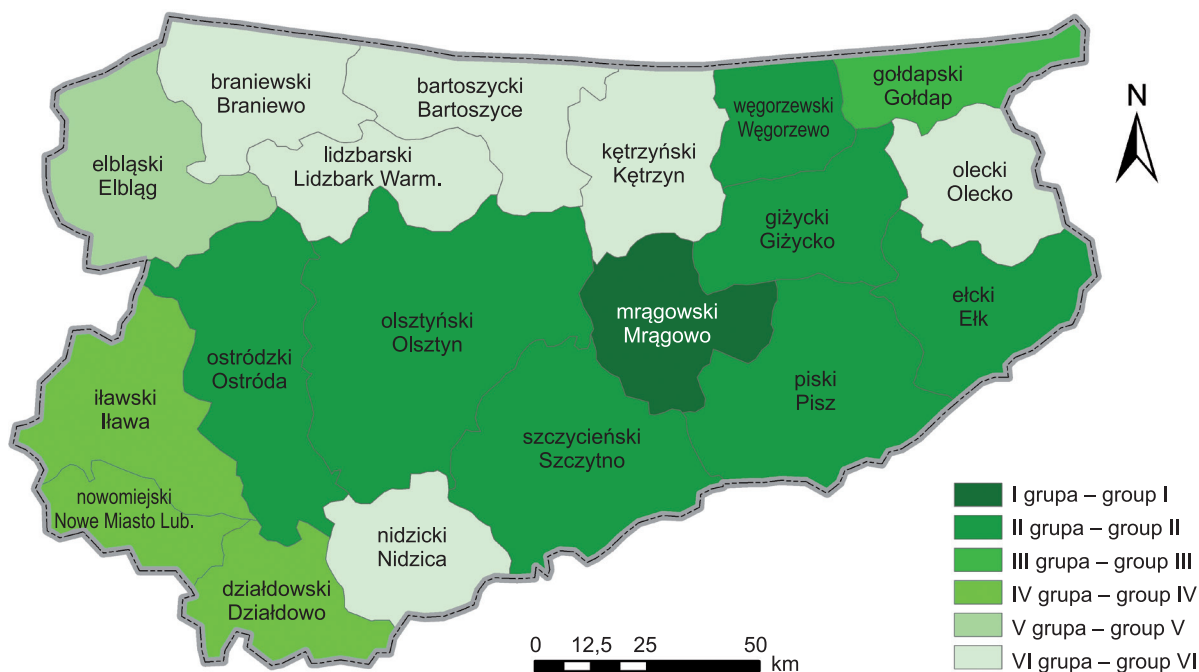 braniewski
Braniewo
bartoszycki
Bartoszyce
gołdapski
Gołdap
N
węgorzewski
Węgorzewo
elbląski
Elbląg
lidzbarski
Lidzbark Warm.
kętrzyński
Kętrzyn
olecki
Olecko
giżycki
Giżycko
ełcki
Ełk
mrągowski
Mrągowo
olsztyński
Olsztyn
ostródzki
Ostróda
piski
Pisz
iławski
Iława
szczycieński
Szczytno
nowomiejski
Nowe Miasto Lub.
nidzicki
Nidzica
działdowski
Działdowo
I grupa – group I
II grupa – group II
III grupa – group III
IV grupa – group IV
V grupa – group V
VI grupa – group VI
0 12,5 25 50
km